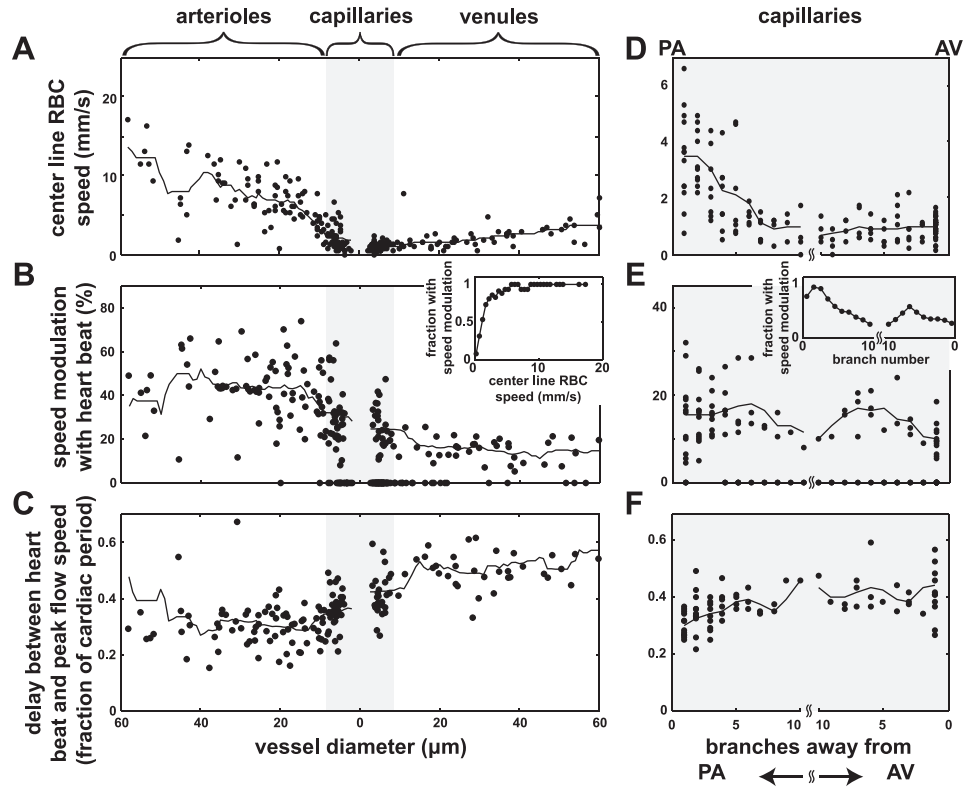 arterioles capillaries venules
capillaries
A
center line RBC
speed (mm/s)
20
10
0
D
PA AV
6
4
2
0
B
speed modulation
with heart beat (%)
80
60
40
20
0
fraction with
speed modulation
1
0.5
0
0 10 20
center line RBC
speed (mm/s)
E
40
20
0
fraction with
speed modulation
1
0
0 10 10 0
branch number
C
delay between heart
beat and peak flow speed
(fraction of cardiac period)
0.6
0.4
0.2
0
60 40 20 0 20 40 60
vessel diameter (µm)
F
0.6
0.4
0.2
0
0 5 10 10 5 0
branches away from
PA AV